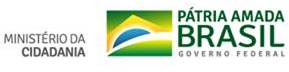 MINISTÉRIO DA
CIDADANIA
PÁTRIA AMADA
BRASIL
GOVERNO FEDERAL